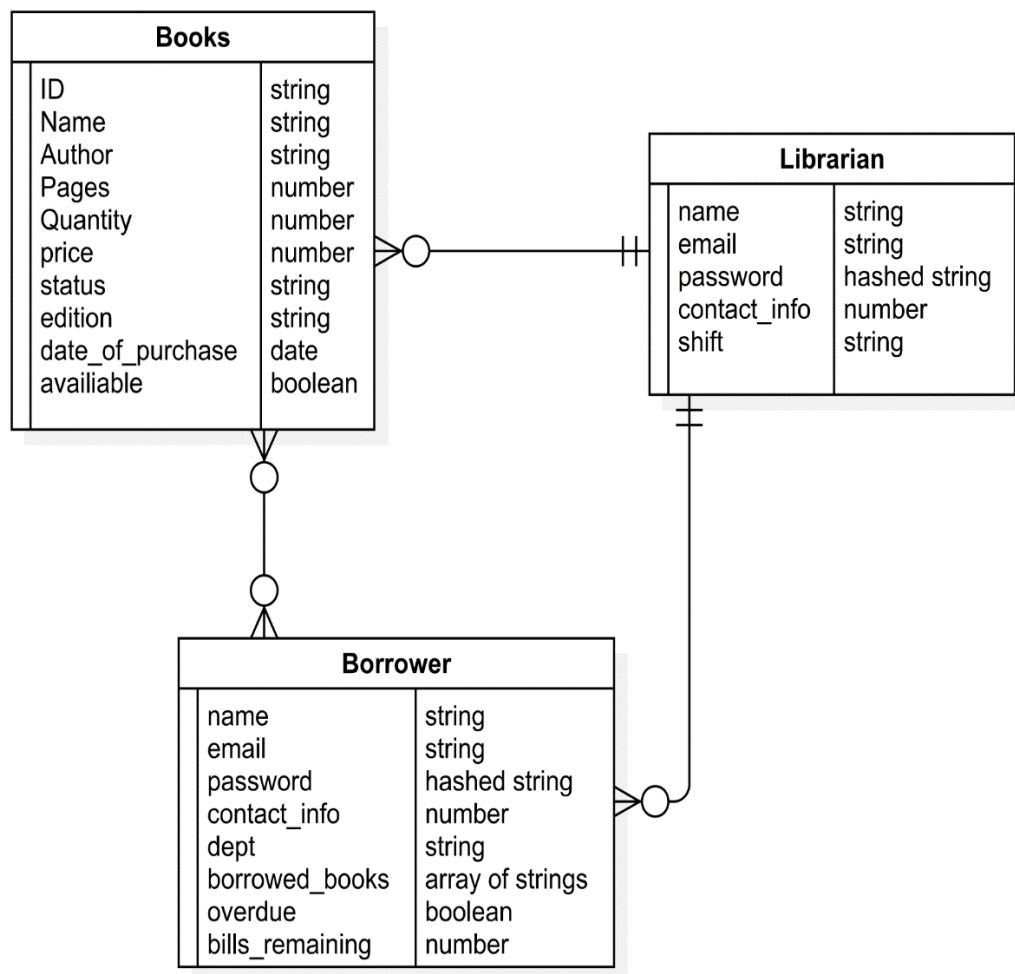 Books
ID string
Name string
Author string
Pages number
Quantity number
price number
status string
edition string
date_of_purchase date
availiable boolean
Librarian
name string
email string
password hashed string
contact_info number
shift string
Borrower
name string
email string
password hashed string
contact_info number
dept string
borrowed_books array of strings
overdue boolean
bills_remaining number